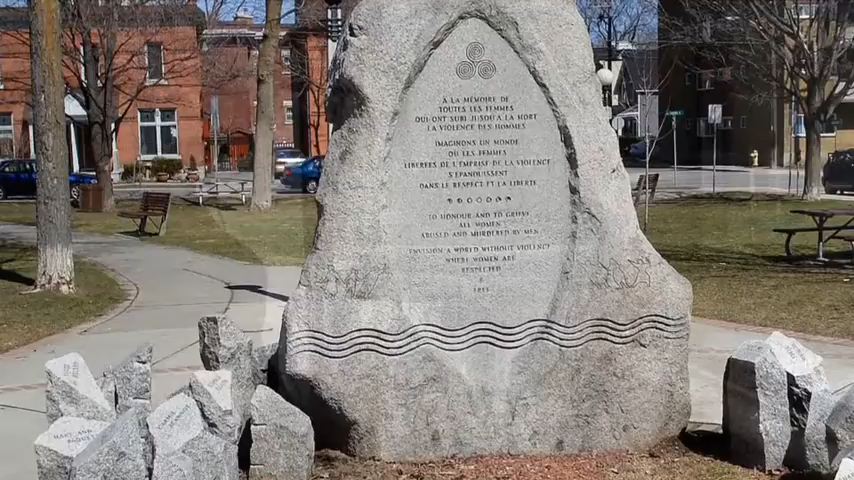 A LA MÉMOIRE DE
TOUTES LES FEMMES
QUI ONT SUBI JUSQU'À LA MORT
LA VIOLENCE DES HOMMES
IMAGINONS UN MONDE
OÙ LES FEMMES
LIBÉRÉES DE L'EMPRISE DE LA VIOLENCE
S'ÉPANOUISSENT
DANS LE RESPECT ET LA LIBERTÉ
TO HONOUR AND TO GRIEVE
ALL WOMEN
ABUSED AND MURDERED BY MEN
ENVISION A WORLD WITHOUT VIOLENCE
WHERE WOMEN ARE
RESPECTED